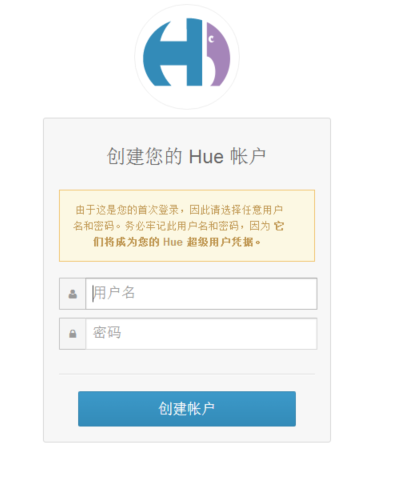 创建您的 Hue 帐户
由于这是您的首次登录，因此请选择任意用户
名和密码。务必牢记此用户名和密码，因为 它
们将成为您的 Hue 超级用户凭据。
用户名
密码
创建帐户